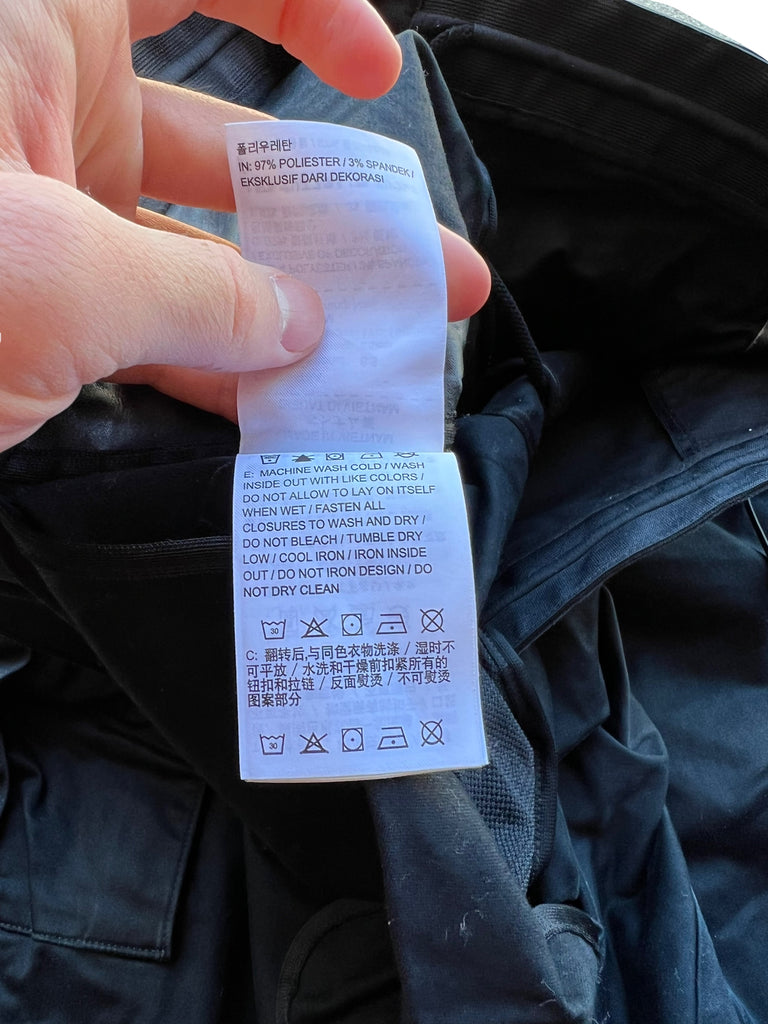 폴리우레탄
IN: 97% POLIESTER / 3% SPANDEK /
EKSKLUSIF DARI DEKORASI
E: MACHINE WASH COLD / WASH
INSIDE OUT WITH LIKE COLORS /
DO NOT ALLOW TO LAY ON ITSELF
WHEN WET / FASTEN ALL
CLOSURES TO WASH AND DRY /
DO NOT BLEACH / TUMBLE DRY
LOW / COOL IRON / IRON INSIDE
OUT / DO NOT IRON DESIGN / DO
NOT DRY CLEAN
30
C: 翻转后,与同色衣物洗涤 / 湿时不
可平放 / 水洗和干燥前扣紧所有的
钮扣和拉链 / 反面熨烫 / 不可熨烫
图案部分
30